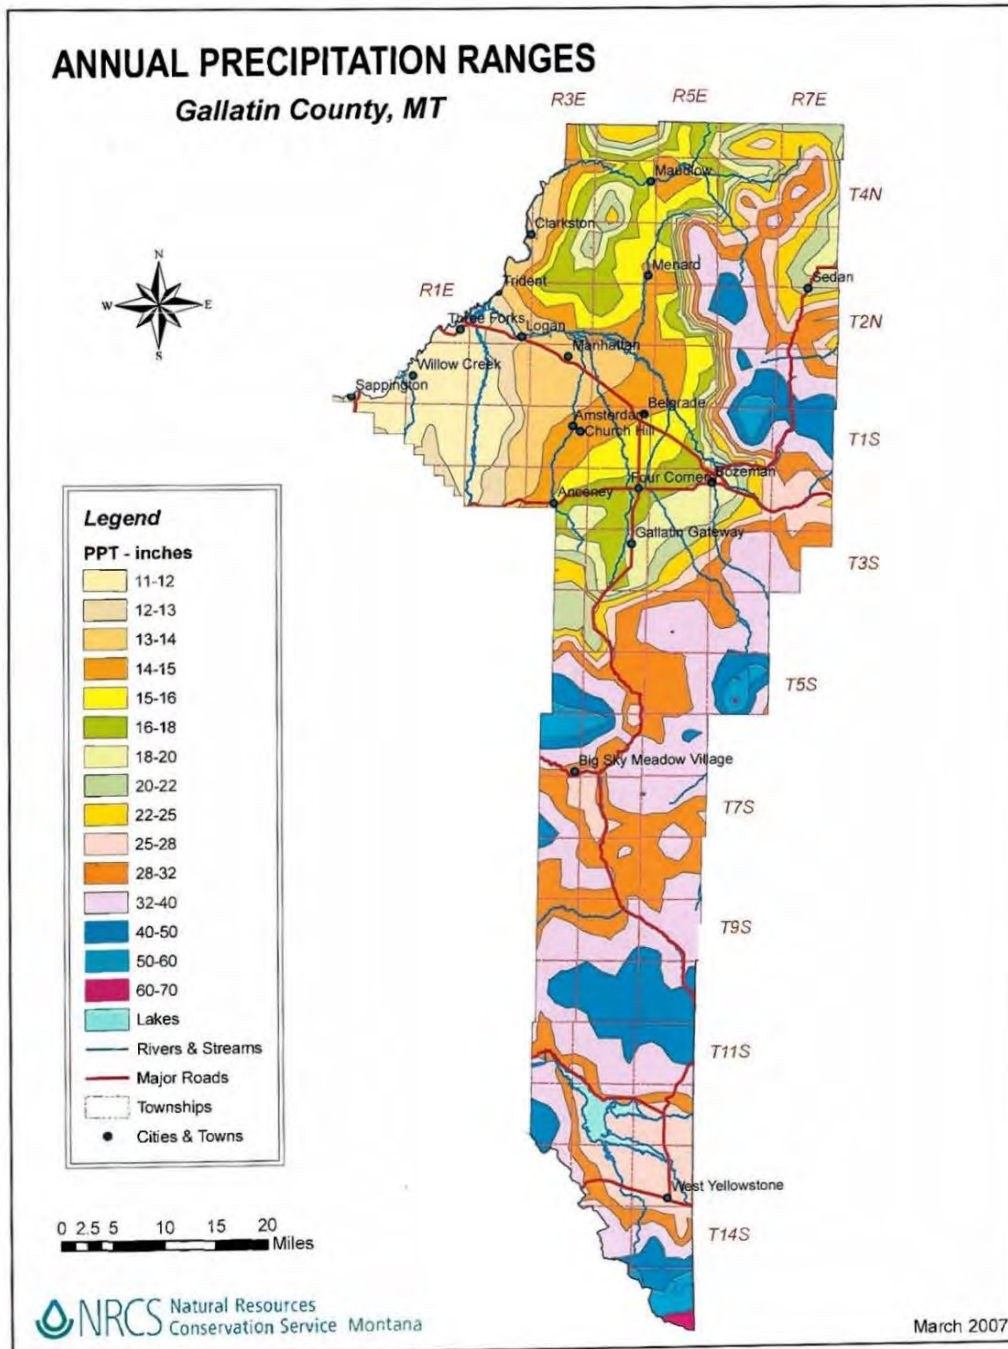 ANNUAL PRECIPITATION RANGES
Gallatin County, MT
R3E
R5E
R7E
Maudlow
T4N
Clarkston
N
Menard
Trident
Sedan
R1E
W
E
Three Forks
Logan
T2N
S
Manhattan
Willow Creek
Sappington
Belgrade
Amsterdam
Church Hill
T1S
Bozeman
Four Corners
Anceney
Legend
Gallatin Gateway
PPT - inches
T3S
11-12
12-13
13-14
14-15
T5S
15-16
16-18
18-20
Big Sky Meadow Village
20-22
T7S
22-25
25-28
28-32
32-40
T9S
40-50
50-60
60-70
Lakes
Rivers & Streams
T11S
Major Roads
Townships
Cities & Towns
West Yellowstone
0 2.5 5 10 15 20
Miles
T14S
NRCS Natural Resources
Conservation Service Montana
March 2007